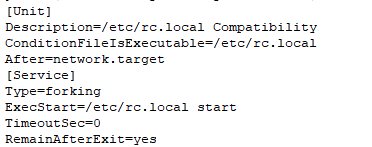 [Unit]
Description=/etc/rc.local Compatibility
ConditionFileIsExecutable=/etc/rc.local
After=network.target
[Service]
Type=forking
ExecStart=/etc/rc.local start
TimeoutSec=0
RemainAfterExit=yes